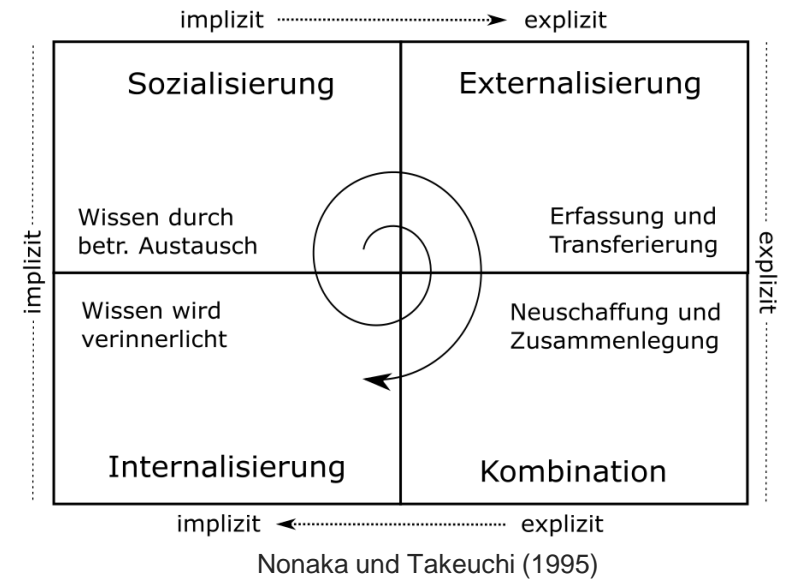 implizit explizit
Sozialisierung
Externalisierung
Wissen durch
betr. Austausch
Erfassung und
Transferierung
implizit
explizit
Wissen wird
verinnerlicht
Neuschaffung und
Zusammenlegung
Internalisierung
Kombination
implizit explizit
Nonaka und Takeuchi (1995)